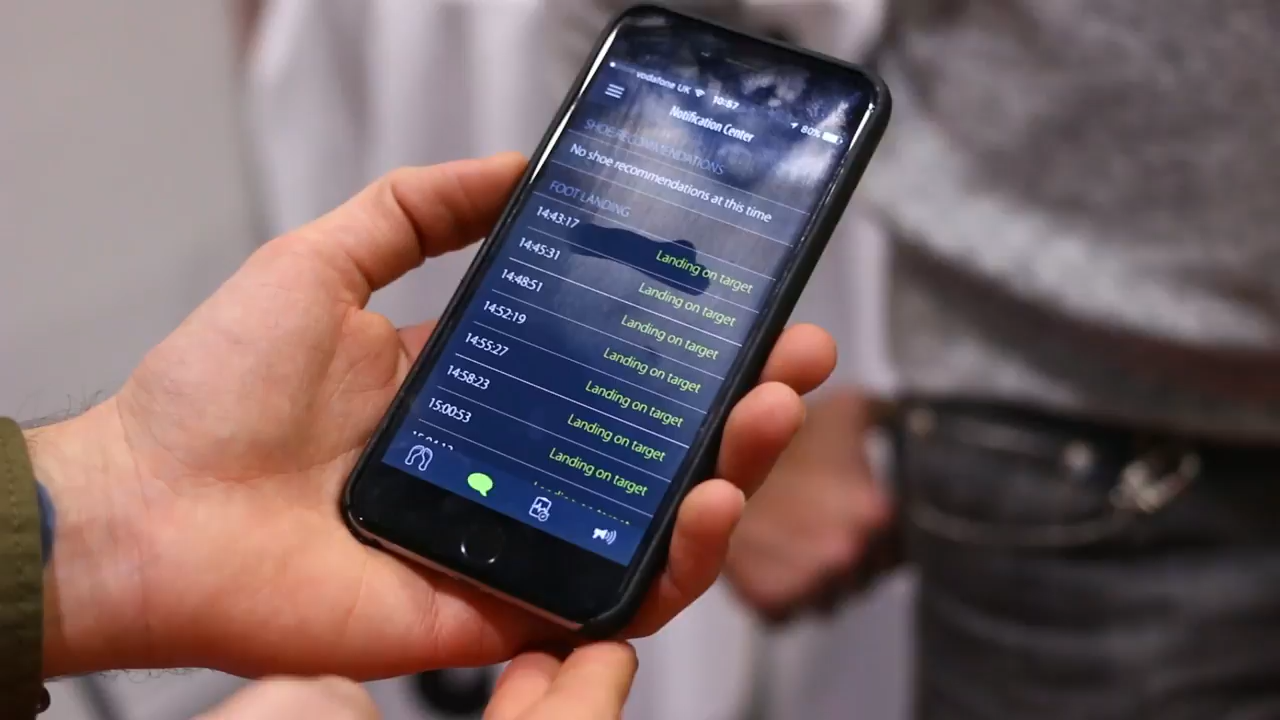 vodafone UK 10:57 80%
Notification Center
SHOE RECOMMENDATIONS
No shoe recommendations at this time
FOOT LANDING
14:43:17 Landing on target
14:45:31 Landing on target
14:48:51 Landing on target
14:52:19 Landing on target
14:55:27 Landing on target
14:58:23 Landing on target
15:00:53 Landing on target